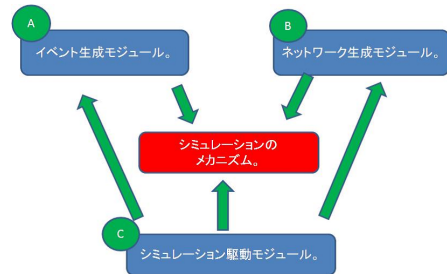 A
イベント生成モジュール。
B
ネットワーク生成モジュール。
シミュレーションの
メカニズム。
C
シミュレーション駆動モジュール。